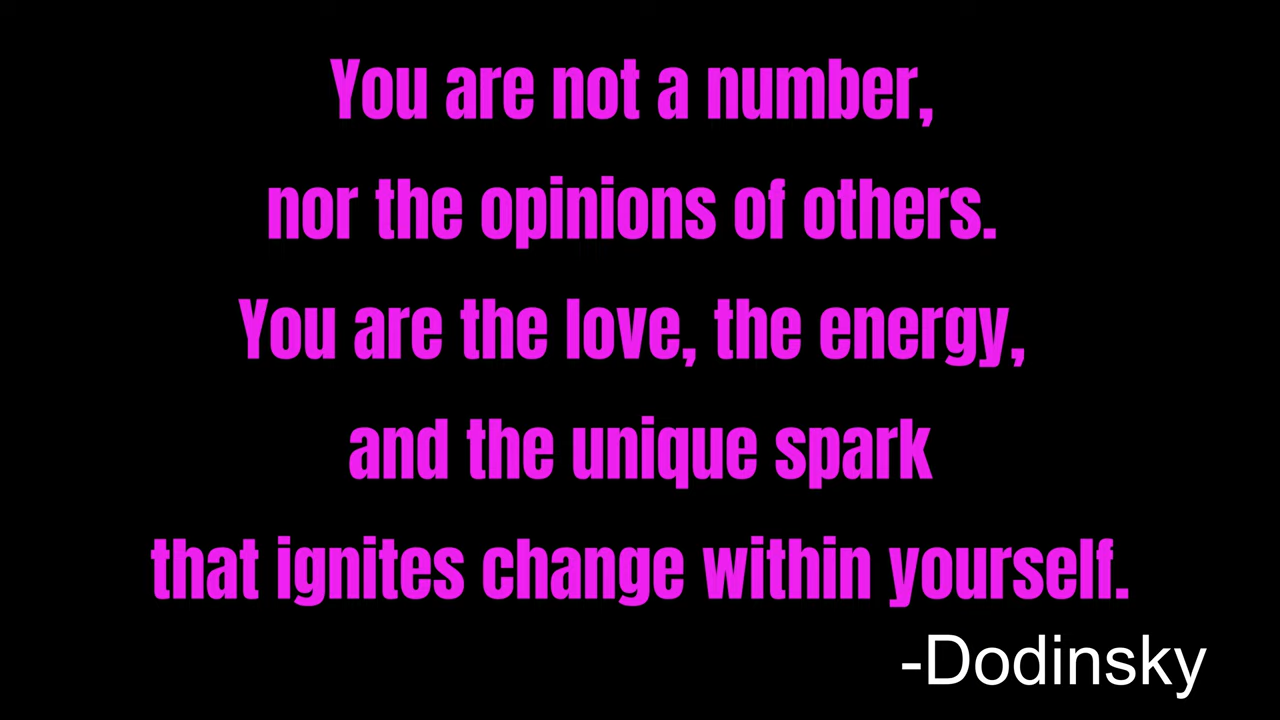 You are not a number,
nor the opinions of others.
You are the love, the energy,
and the unique spark
that ignites change within yourself.
-Dodinsky